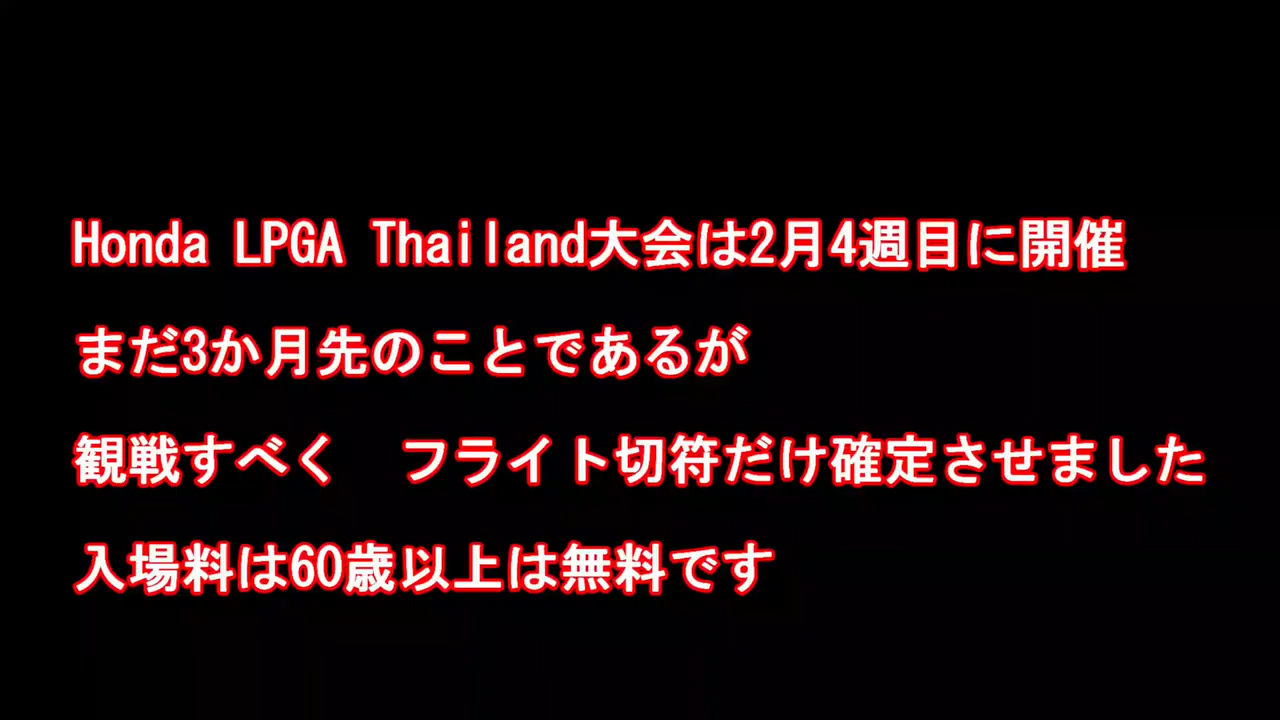 Honda LPGA Thailand大会は2月4週目に開催
まだ3か月先のことであるが
観戦すべく　フライト切符だけ確定させました
入場料は60歳以上は無料です